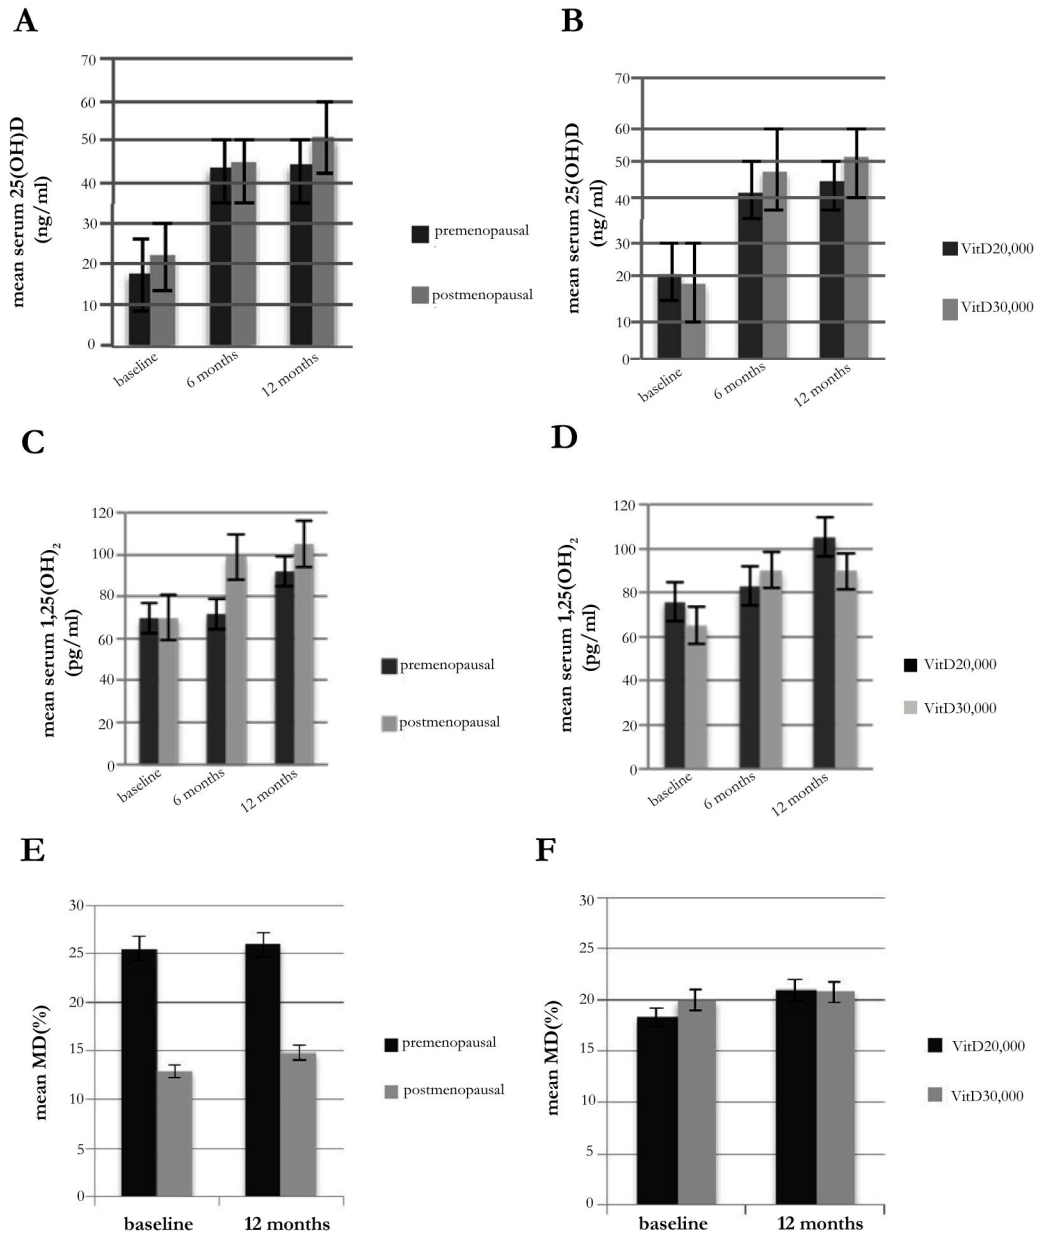 A
70
60
50
40
30
20
10
0
mean serum 25(OH)D
(ng/ml)
baseline
6 months
12 months
premenopausal
postmenopausal
B
70
60
50
40
30
20
10
0
mean serum 25(OH)D
(ng/ml)
baseline
6 months
12 months
VitD20,000
VitD30,000
C
120
100
80
60
40
20
0
mean serum 1,25(OH)2
(pg/ml)
baseline
6 months
12 months
premenopausal
postmenopausal
D
120
100
80
60
40
20
0
mean serum 1,25(OH)2
(pg/ml)
baseline
6 months
12 months
VitD20,000
VitD30,000
E
30
25
20
15
10
5
0
mean MD(%)
baseline
12 months
premenopausal
postmenopausal
F
30
25
20
15
10
5
0
mean MD(%)
baseline
12 months
VitD20,000
VitD30,000